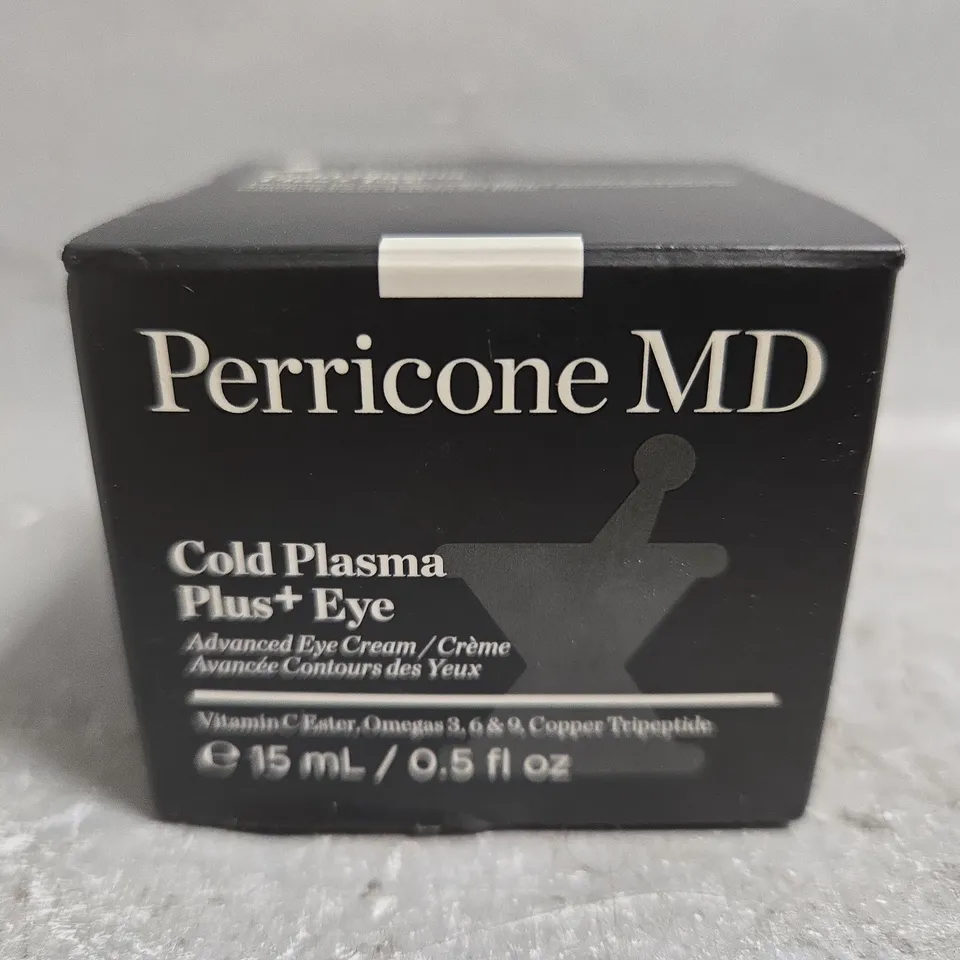 Perricone MD
Cold Plasma
Plus+ Eye
Advanced Eye Cream / Crème
Avancée Contours des Yeux
Vitamin C Ester, Omegas 3, 6 & 9, Copper Tripeptide
℮ 15 mL / 0.5 fl oz